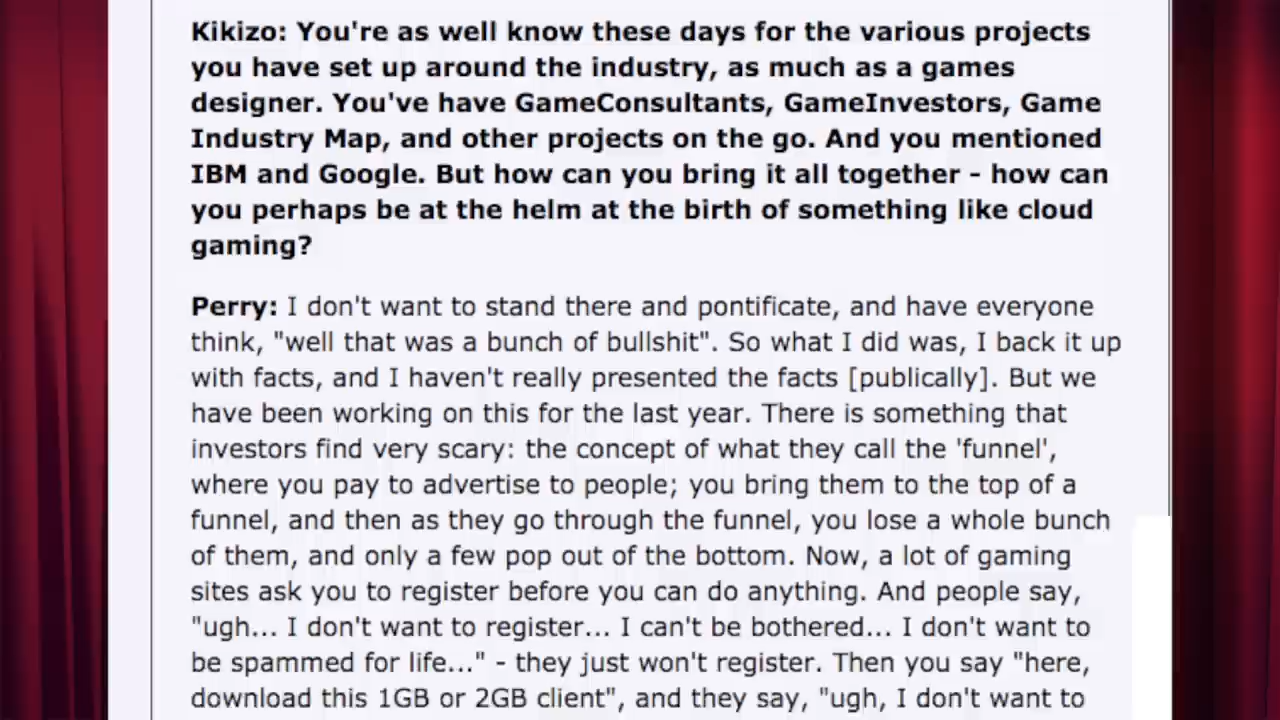 Kikizo: You're as well know these days for the various projects
you have set up around the industry, as much as a games
designer. You've have GameConsultants, GameInvestors, Game
Industry Map, and other projects on the go. And you mentioned
IBM and Google. But how can you bring it all together - how can
you perhaps be at the helm at the birth of something like cloud
gaming?
Perry: I don't want to stand there and pontificate, and have everyone
think, "well that was a bunch of bullshit". So what I did was, I back it up
with facts, and I haven't really presented the facts [publically]. But we
have been working on this for the last year. There is something that
investors find very scary: the concept of what they call the 'funnel',
where you pay to advertise to people; you bring them to the top of a
funnel, and then as they go through the funnel, you lose a whole bunch
of them, and only a few pop out of the bottom. Now, a lot of gaming
sites ask you to register before you can do anything. And people say,
"ugh... I don't want to register... I can't be bothered... I don't want to
be spammed for life..." - they just won't register. Then you say "here,
download this 1GB or 2GB client", and they say, "ugh, I don't want to